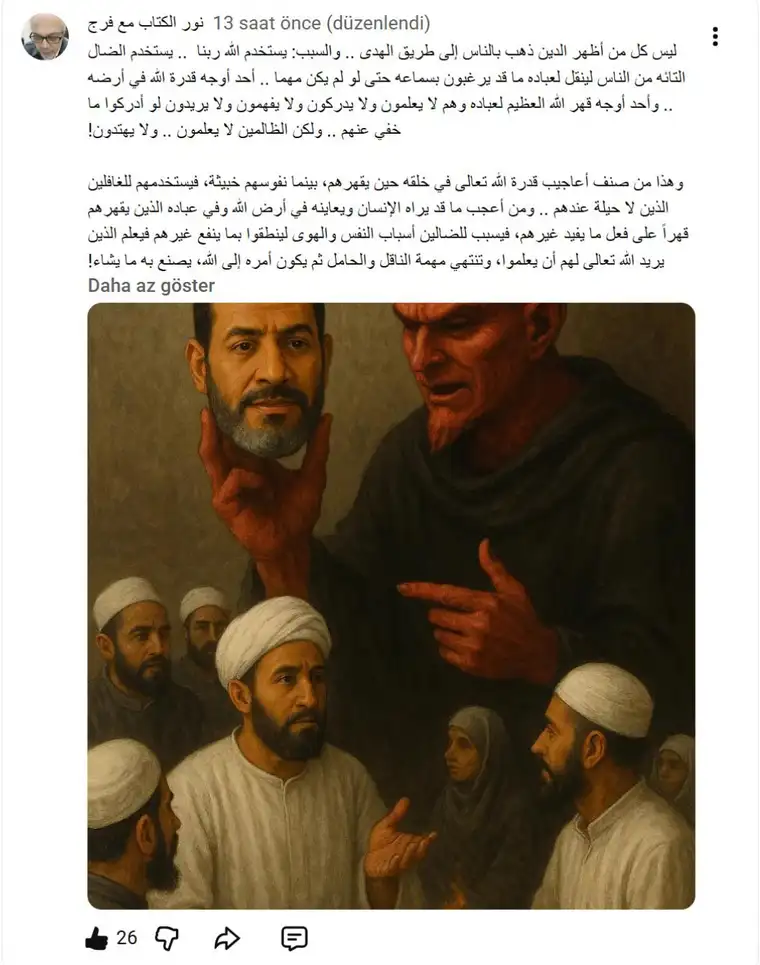 نور الكتاب مع فرج 13 saat önce (düzenlendi)
ليس كل من أظهر الدين ذهب بالناس إلى طريق الهدى .. والسبب: يستخدم الله ربنا .. يستخدم الضال
التائه من الناس لينقل لعباده ما قد يرغبون بسماعه حتى لو لم يكن مهما .. أحد أوجه قدرة الله في أرضه
.. وأحد أوجه قهر الله العظيم لعباده وهم لا يعلمون ولا يدركون ولا يفهمون ولا يريدون لو أدركوا ما
خفي عنهم .. ولكن الظالمين لا يعلمون .. ولا يهتدون!
وهذا من صنف أعاجيب قدرة الله تعالى في خلقه حين يقهرهم، بينما نفوسهم خبيثة، فيستخدمهم للغافلين
الذين لا حيلة عندهم .. ومن أعجب ما قد يراه الإنسان ويعاينه في أرض الله وفي عباده الذين يقهرهم
قهراً على فعل ما يفيد غيرهم، فيسبب للضالين أسباب النفس والهوى لينطقوا بما ينفع غيرهم فيعلم الذين
يريد الله تعالى لهم أن يعلموا، وتنتهي مهمة الناقل والحامل ثم يكون أمره إلى الله، يصنع به ما يشاء!
Daha az göster
26